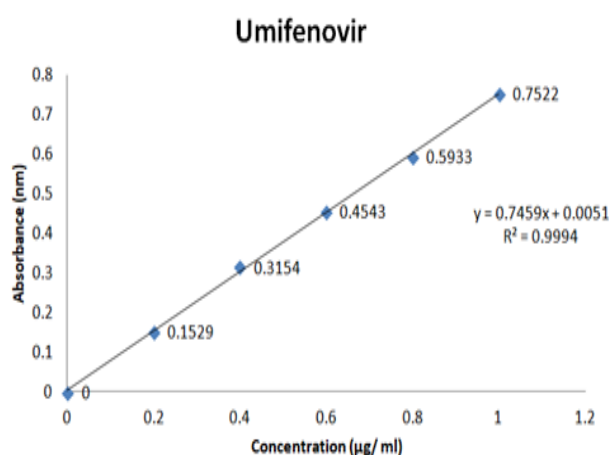 Umifenovir
0.8
0.7
0.6
0.5
0.4
0.3
0.2
0.1
0
Absorbance (nm)
0.7522
0.5933
0.4543
0.3154
0.1529
0
y = 0.7459x + 0.0051
R² = 0.9994
0 0.2 0.4 0.6 0.8 1 1.2
Concentration (µg/ ml)